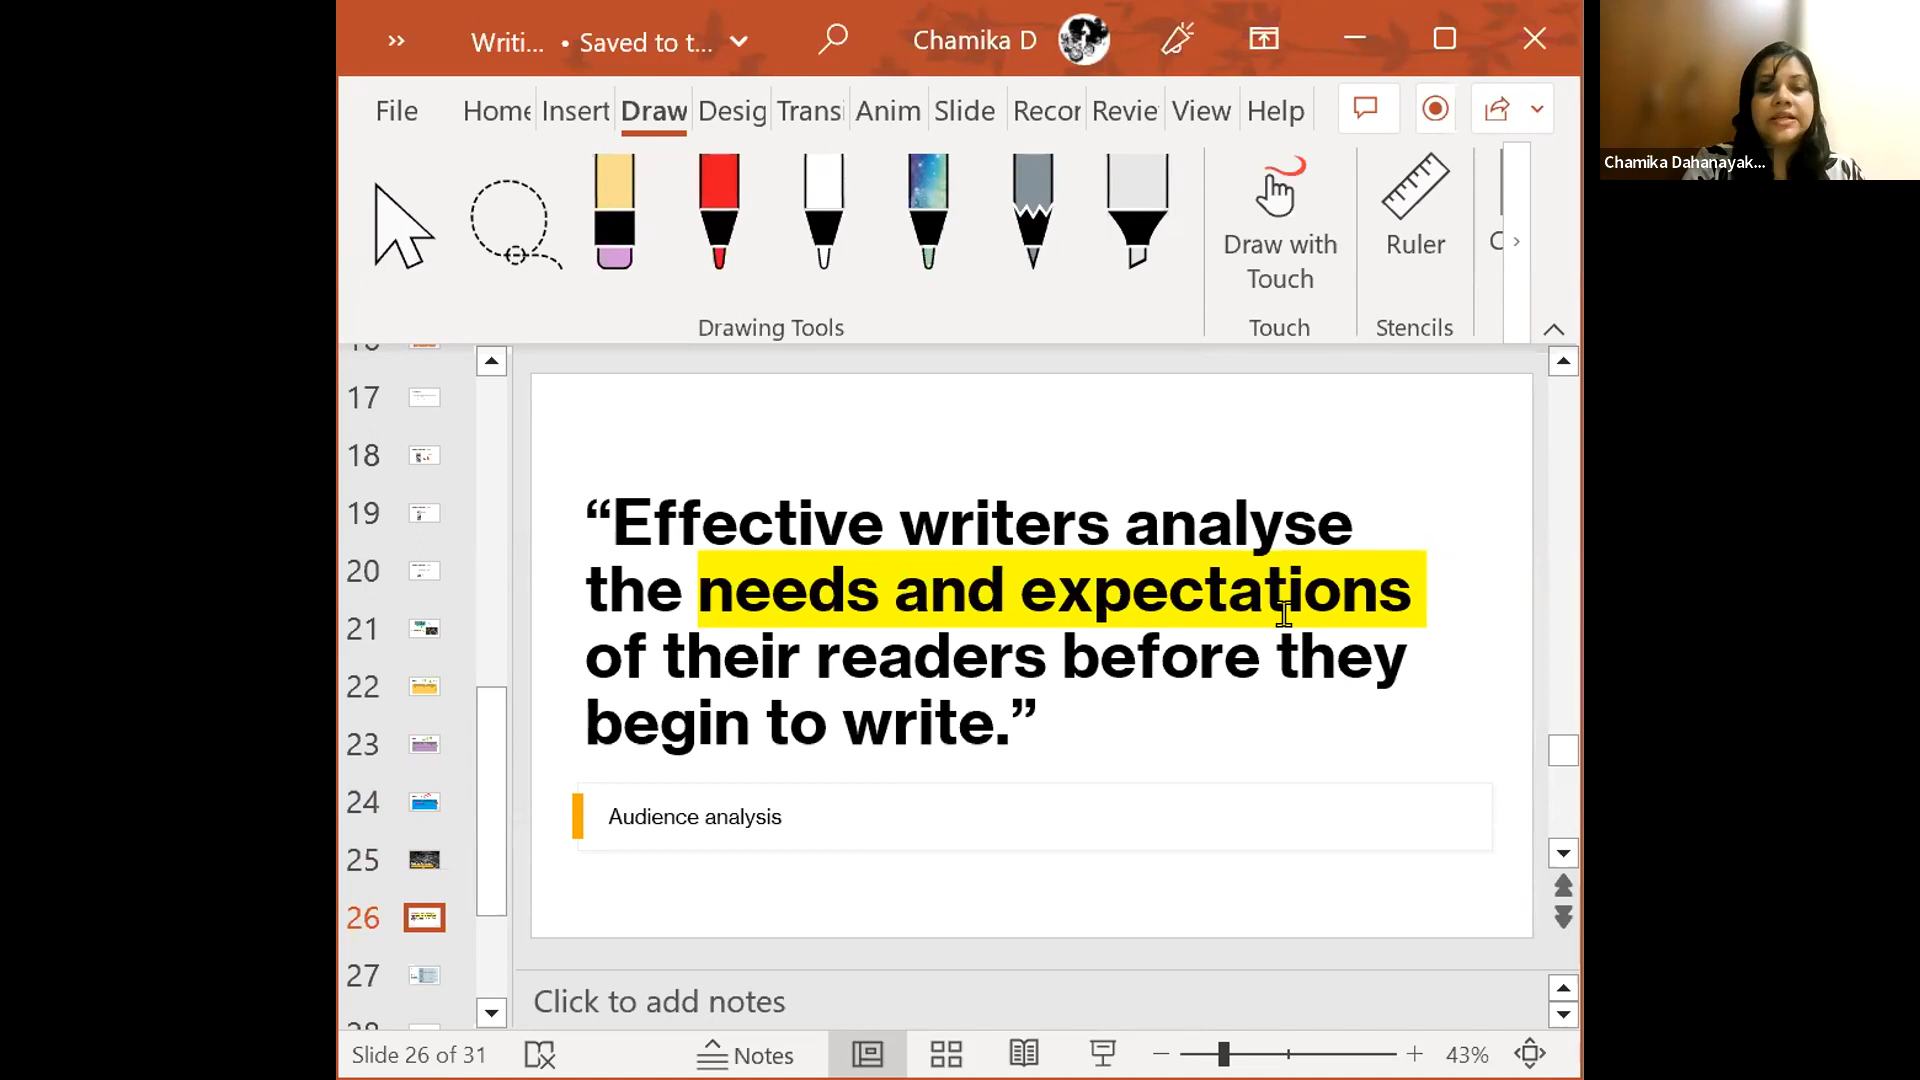 Writi... • Saved to t...
Chamika D
File Home Insert Draw Desig Transi Anim Slide Recor Revie View Help
Draw with
Touch
Ruler
Drawing Tools
Touch
Stencils
Chamika Dahanayak...
17
18
19
20
21
22
23
24
25
26
27
“Effective writers analyse
the needs and expectations
of their readers before they
begin to write.”
Audience analysis
Click to add notes
Slide 26 of 31
Notes
43%